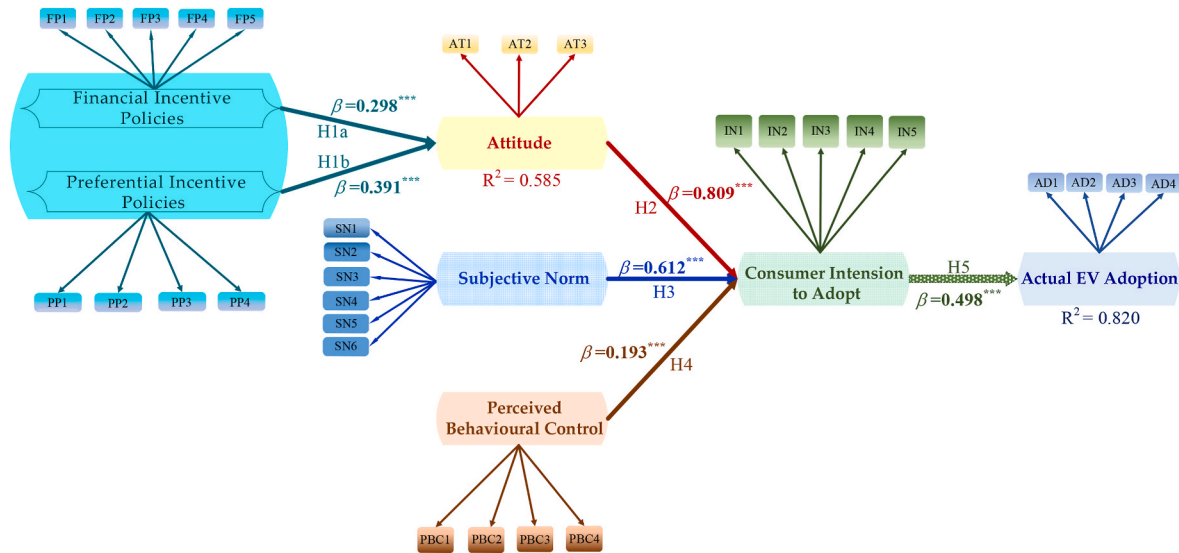 FP1
FP2
FP3
FP4
FP5
Financial Incentive
Policies
Preferential Incentive
Policies
PP1
PP2
PP3
PP4
β=0.298***
H1a
H1b
β=0.391***
AT1
AT2
AT3
Attitude
R² = 0.585
β=0.809***
H2
SN1
SN2
SN3
SN4
SN5
SN6
Subjective Norm
β=0.612***
H3
β=0.193***
H4
Perceived
Behavioural Control
PBC1
PBC2
PBC3
PBC4
IN1
IN2
IN3
IN4
IN5
Consumer Intension
to Adopt
H5
β=0.498***
AD1
AD2
AD3
AD4
Actual EV Adoption
R² = 0.820